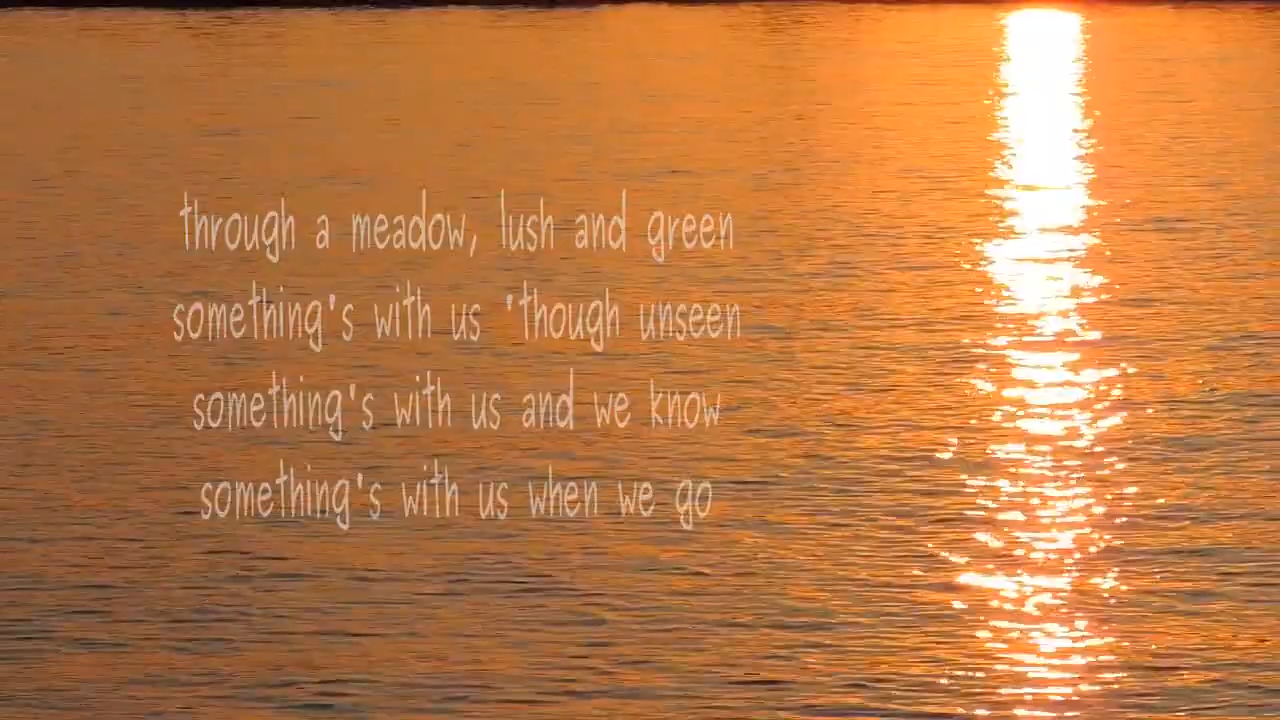 through a meadow, lush and green
something's with us 'though unseen
something's with us and we know
something's with us when we go